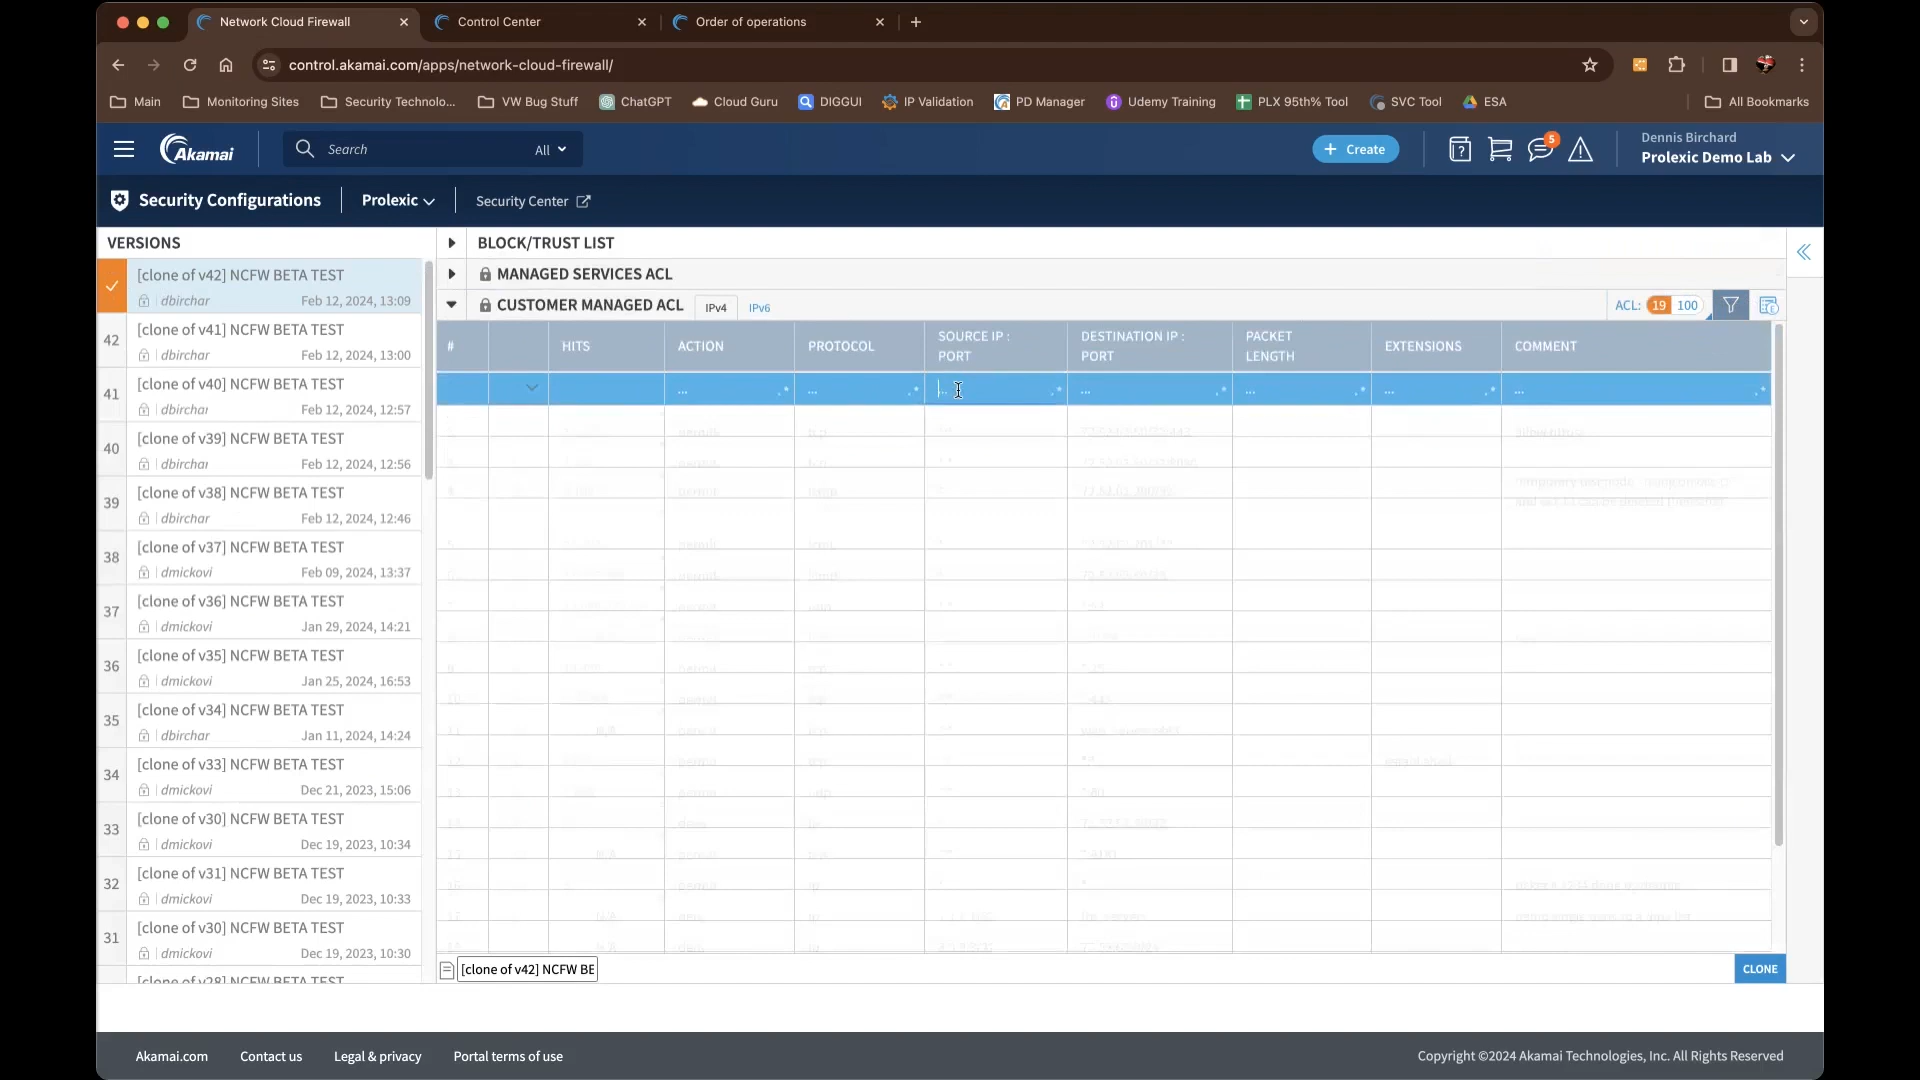 Network Cloud Firewall
Control Center
Order of operations
control.akamai.com/apps/network-cloud-firewall/
Main
Monitoring Sites
Security Technolo...
VW Bug Stuff
ChatGPT
Cloud Guru
DIGGUI
IP Validation
PD Manager
Udemy Training
PLX 95th% Tool
SVC Tool
ESA
All Bookmarks
Akamai
Search
All
Create
5
Dennis Birchard
Prolexic Demo Lab
Security Configurations
Prolexic
Security Center
VERSIONS
[clone of v42] NCFW BETA TEST
dbirchar Feb 12, 2024, 13:09
42
[clone of v41] NCFW BETA TEST
dbirchar Feb 12, 2024, 13:00
41
[clone of v40] NCFW BETA TEST
dbirchar Feb 12, 2024, 12:57
40
[clone of v39] NCFW BETA TEST
dbirchar Feb 12, 2024, 12:56
39
[clone of v38] NCFW BETA TEST
dbirchar Feb 12, 2024, 12:46
38
[clone of v37] NCFW BETA TEST
dmickovi Feb 09, 2024, 13:37
37
[clone of v36] NCFW BETA TEST
dmickovi Jan 29, 2024, 14:21
36
[clone of v35] NCFW BETA TEST
dmickovi Jan 25, 2024, 16:53
35
[clone of v34] NCFW BETA TEST
dbirchar Jan 11, 2024, 14:24
34
[clone of v33] NCFW BETA TEST
dmickovi Dec 21, 2023, 15:06
33
[clone of v30] NCFW BETA TEST
dmickovi Dec 19, 2023, 10:34
32
[clone of v31] NCFW BETA TEST
dmickovi Dec 19, 2023, 10:33
31
[clone of v30] NCFW BETA TEST
dmickovi Dec 19, 2023, 10:30
[clone of v28] NCFW BETA TEST
BLOCK/TRUST LIST
MANAGED SERVICES ACL
CUSTOMER MANAGED ACL IPv4 IPv6
ACL: 19 100
#
HITS
ACTION
PROTOCOL
SOURCE IP :
PORT
DESTINATION IP :
PORT
PACKET
LENGTH
EXTENSIONS
COMMENT
... .* ... .* ... .* ... .* ... .* ... .* ... .*
[clone of v42] NCFW BE
CLONE
Akamai.com
Contact us
Legal & privacy
Portal terms of use
Copyright ©2024 Akamai Technologies, Inc. All Rights Reserved